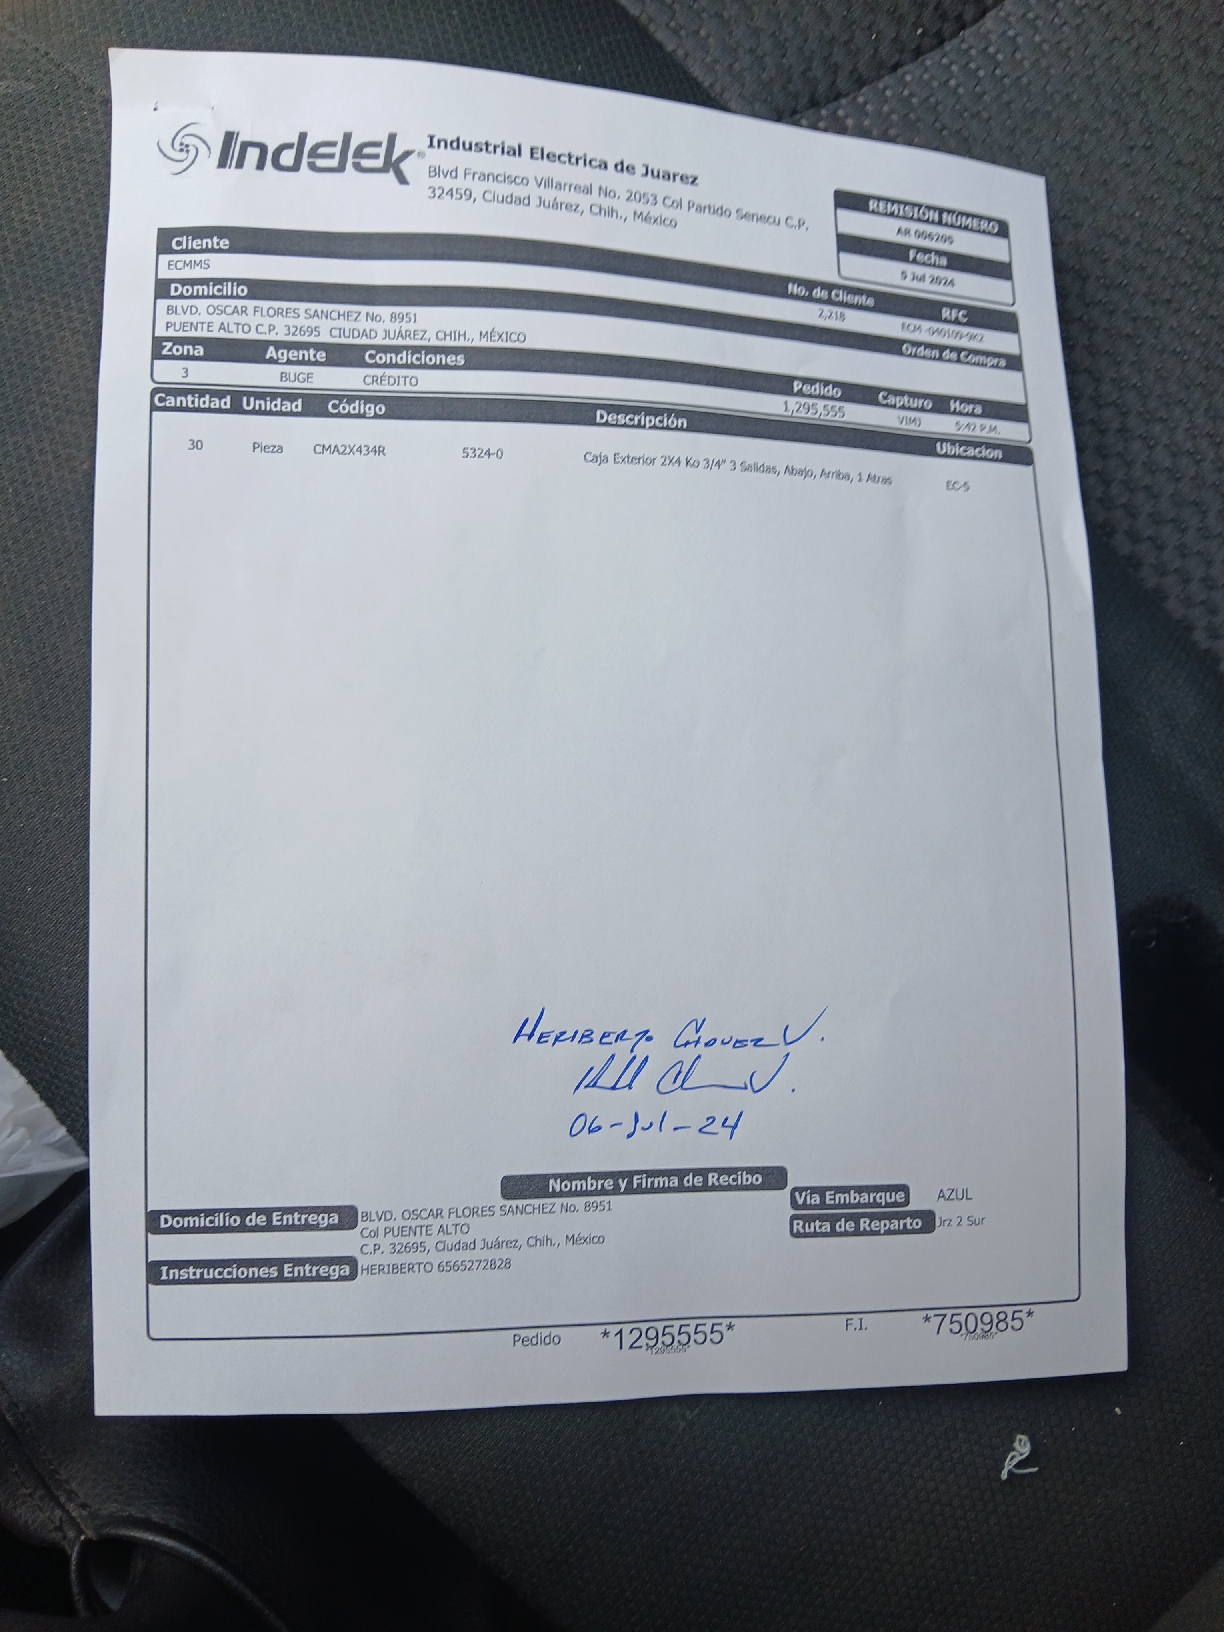 Indelek®
Industrial Electrica de Juarez
Blvd Francisco Villarreal No. 2053 Col Partido Senecu C.P.
32459, Ciudad Juárez, Chih., México
REMISIÓN NÚMERO
AR 006205
Fecha
5 Jul 2024
Cliente
ECMMS
Domicilio
No. de Cliente RFC
BLVD. OSCAR FLORES SANCHEZ No. 8951
2,218
PUENTE ALTO C.P. 32695 CIUDAD JUÁREZ, CHIH., MÉXICO
Orden de Compra
Zona Agente Condiciones Pedido Capturo Hora
3 BUGE CRÉDITO 1,295,555 5:42 P.M.
Cantidad Unidad Código Descripción Ubicacion
30 Pieza CMA2X434R 5324-0 Caja Exterior 2X4 Ko 3/4" 3 Salidas, Abajo, Arriba, 1 Atras EC-5
HERIBERTO CHAVEZ V.
06-Jul-24
Nombre y Firma de Recibo
Vía Embarque AZUL
Ruta de Reparto Jrz 2 Sur
Domicilio de Entrega BLVD. OSCAR FLORES SANCHEZ No. 8951
Col PUENTE ALTO
C.P. 32695, Ciudad Juárez, Chih., México
Instrucciones Entrega HERIBERTO 6565272828
Pedido *1295555* F.I. *750985*
*1295555* *750985*